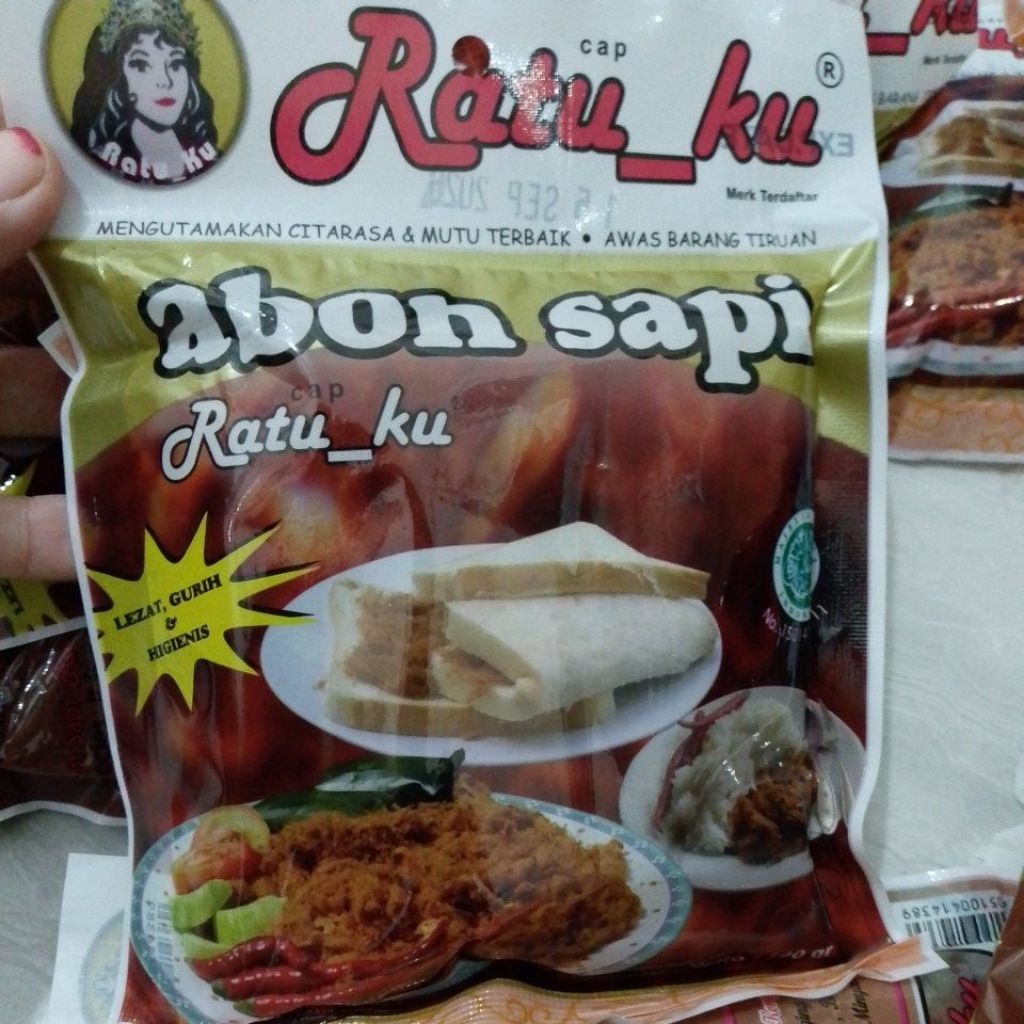 Ratu_Ku
cap
Ratu_ku ®
Merk Terdaftar
15 SEP 2026
MENGUTAMAKAN CITARASA & MUTU TERBAIK • AWAS BARANG TIRUAN
abon sapi
cap
Ratu_ku
LEZAT, GURIH
&
HIGIENIS